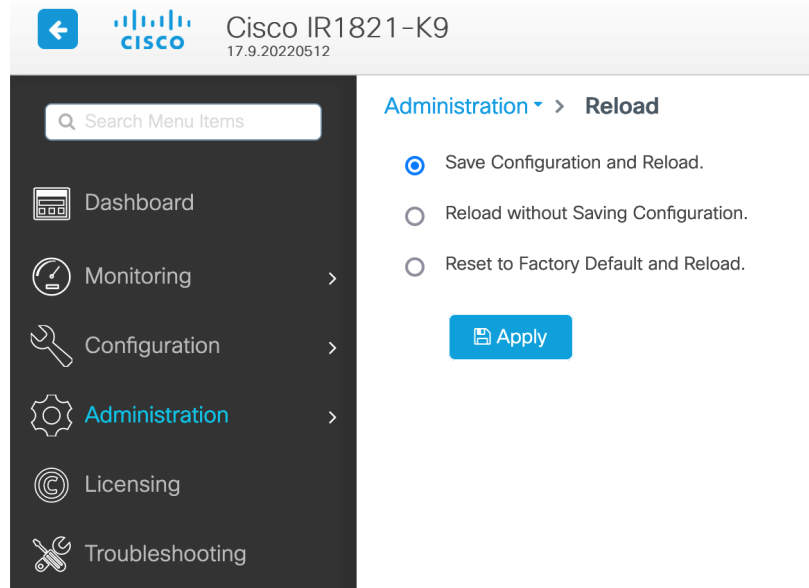 CISCO
Cisco IR1821-K9
17.9.20220512
Search Menu Items
Dashboard
Monitoring
Configuration
Administration
Licensing
Troubleshooting
Administration > Reload
Save Configuration and Reload.
Reload without Saving Configuration.
Reset to Factory Default and Reload.
Apply